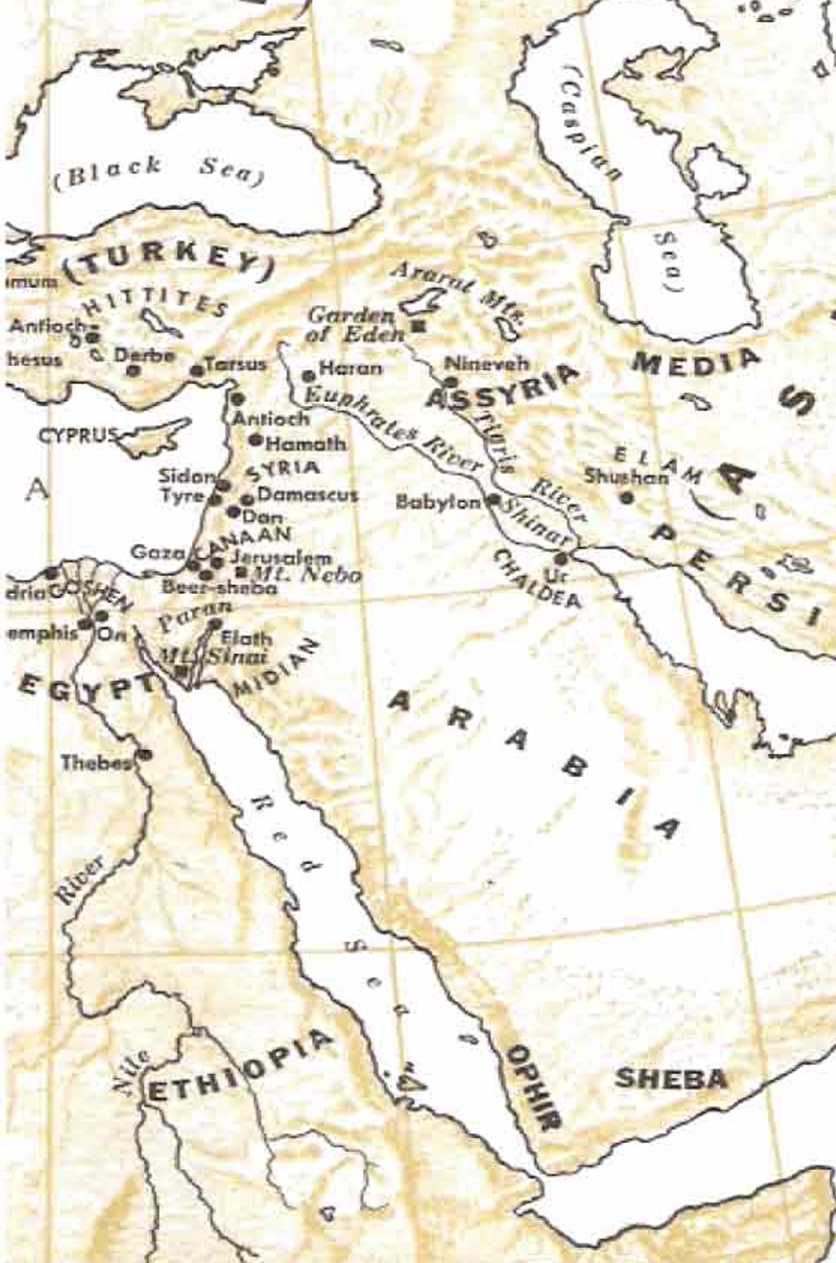 (Black Sea)
(Caspian
Sea)
(TURKEY)
HITTITES
Antioch
hesus
Derbe
Tarsus
Ararat Mts.
Garden
of Eden
Haran
Nineveh
MEDIA
ASSYRIA
Euphrates River
Tigris
River
Antioch
CYPRUS
Hamath
SYRIA
A
Sidon
Tyre
Damascus
Dan
Babylon
Shinar
ELAM
Shushan
A S
PERSI
Gaza
CANAAN
Jerusalem
Mt. Nebo
Beer-sheba
CHALDEA
Ur
dria
GOSHEN
emphis
On
Paran
Elath
Mt. Sinai
MIDIAN
EGYPT
ARABIA
Thebes
Red
Sea
River
Nile
ETHIOPIA
OPHIR
SHEBA